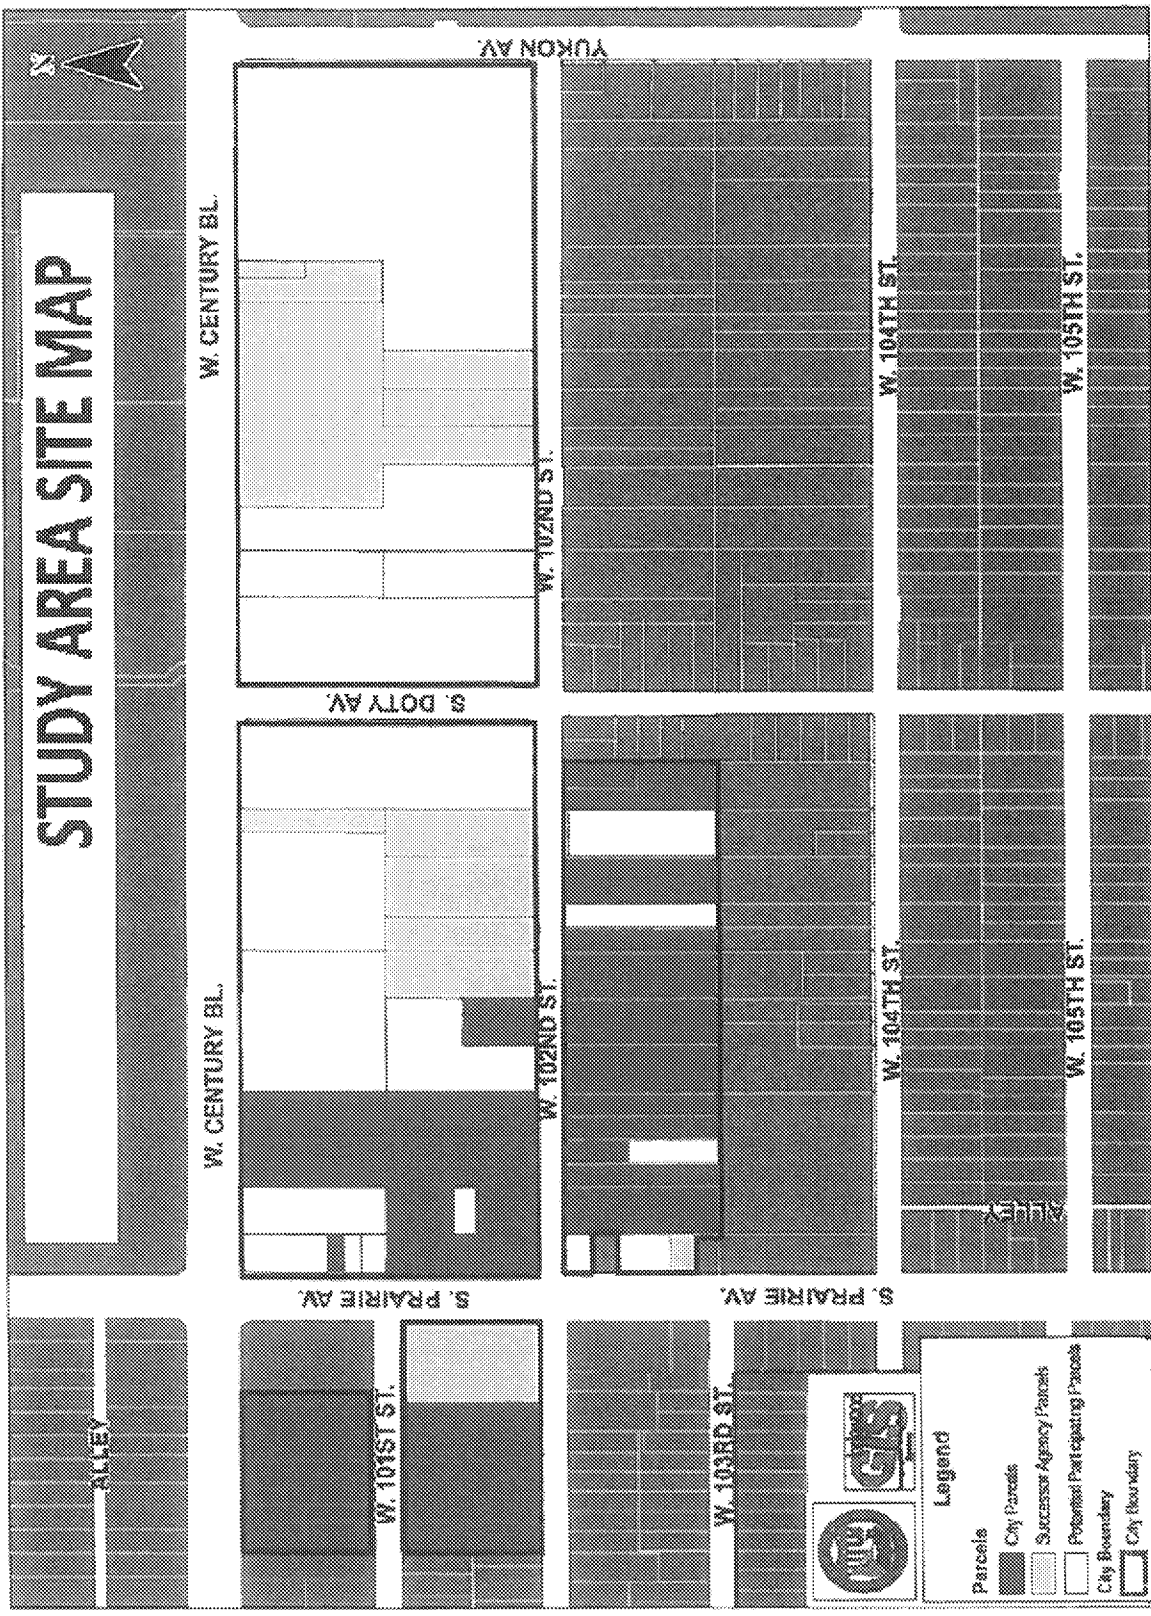 STUDY AREA SITE MAP
N
W. CENTURY BL.
W. CENTURY BL.
YUKON AV.
S. DOTY AV.
S. PRAIRIE AV.
S. PRAIRIE AV.
ALLEY
W. 101ST ST.
W. 102ND ST.
W. 102ND ST.
W. 103RD ST.
W. 104TH ST.
W. 104TH ST.
W. 105TH ST.
W. 105TH ST.
ALLEY
Legend
Parcels
City Parcels
Successor Agency Parcels
Potential Participating Parcels
City Boundary
City Boundary